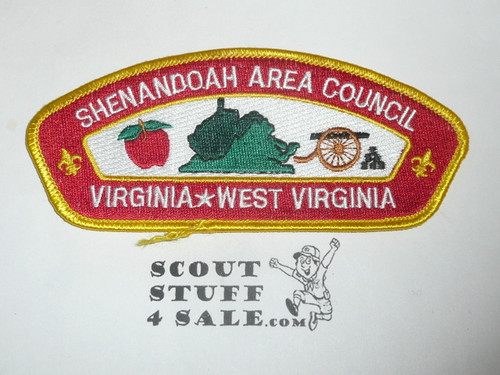 SHENANDOAH AREA COUNCIL
VIRGINIA★WEST VIRGINIA
SCOUT
STUFF
4 SALE.COM